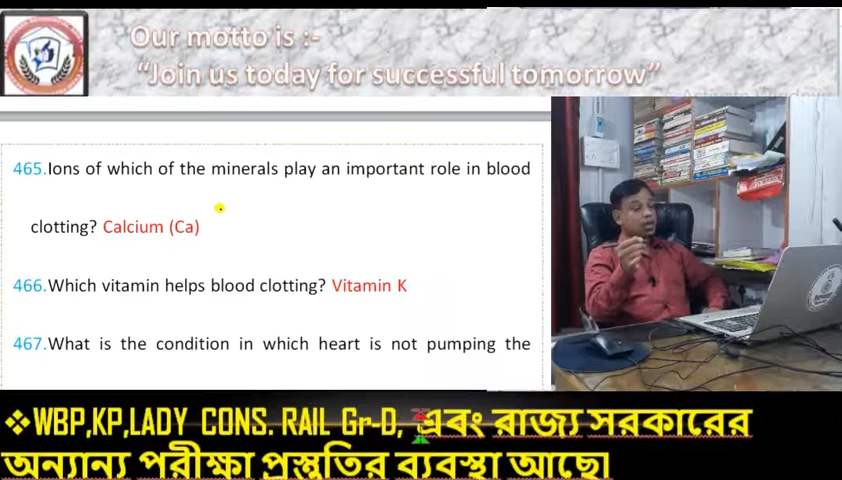 Our motto is :-
“Join us today for successful tomorrow”
465.Ions of which of the minerals play an important role in blood
clotting? Calcium (Ca)
466.Which vitamin helps blood clotting? Vitamin K
467.What is the condition in which heart is not pumping the
❖WBP,KP,LADY CONS. RAIL Gr-D, এবং রাজ্য সরকারের
অন্যান্য পরীক্ষা প্রস্তুতির ব্যবস্থা আছে।